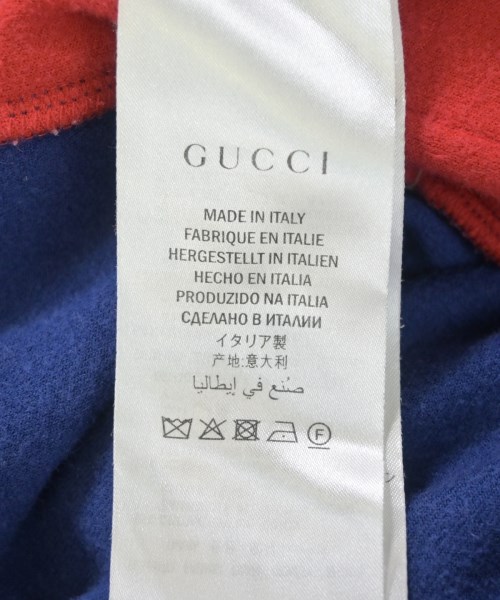 GUCCI
MADE IN ITALY
FABRIQUE EN ITALIE
HERGESTELLT IN ITALIEN
HECHO EN ITALIA
PRODUZIDO NA ITALIA
СДЕЛАНО В ИТАЛИИ
イタリア製
产地:意大利
صُنع في إيطاليا
F